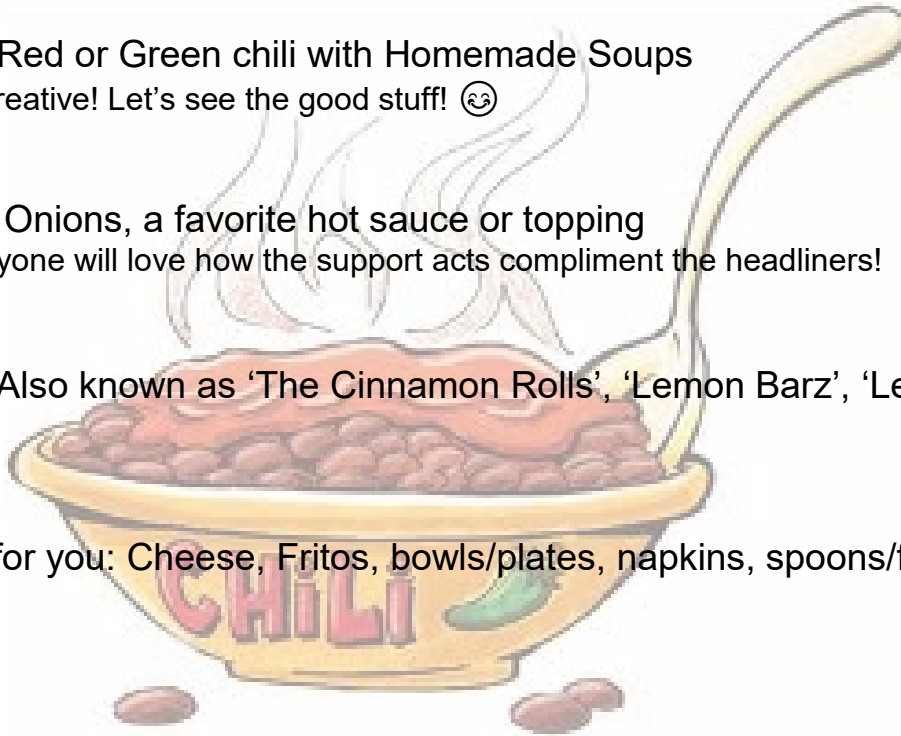 Red or Green chili with Homemade Soups
reative! Let’s see the good stuff! 😊
Onions, a favorite hot sauce or topping
yone will love how the support acts compliment the headliners!
Also known as ‘The Cinnamon Rolls’, ‘Lemon Barz’, ‘Le
for you: Cheese, Fritos, bowls/plates, napkins, spoons/f
CHiLi